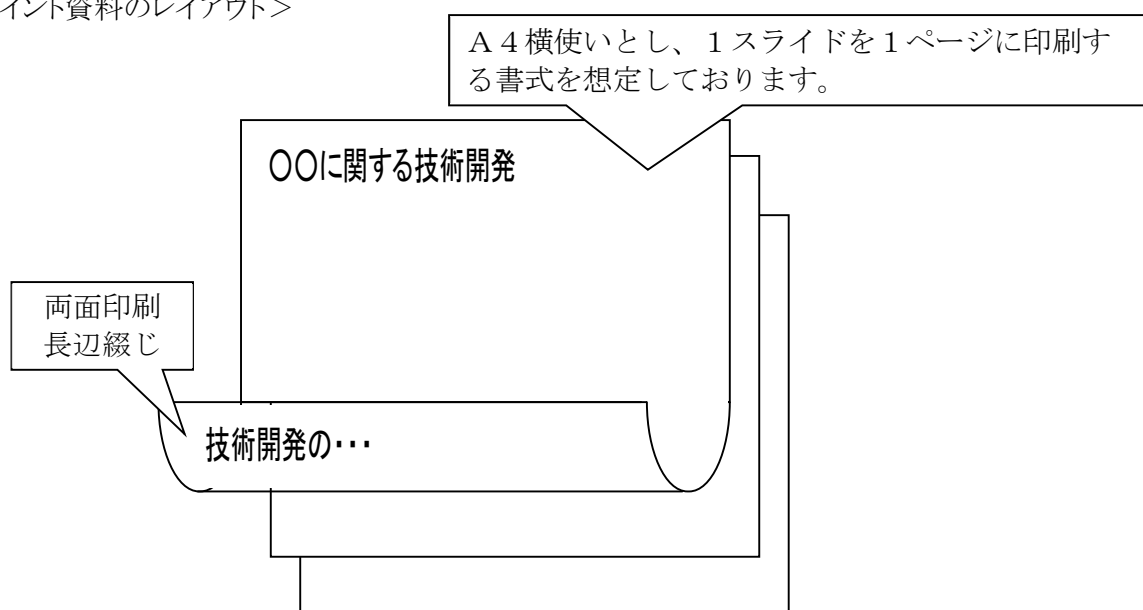 イント資料のレイアウト＞
Ａ４横使いとし、１スライドを１ページに印刷す
る書式を想定しております。
〇〇に関する技術開発
両面印刷
長辺綴じ
技術開発の・・・